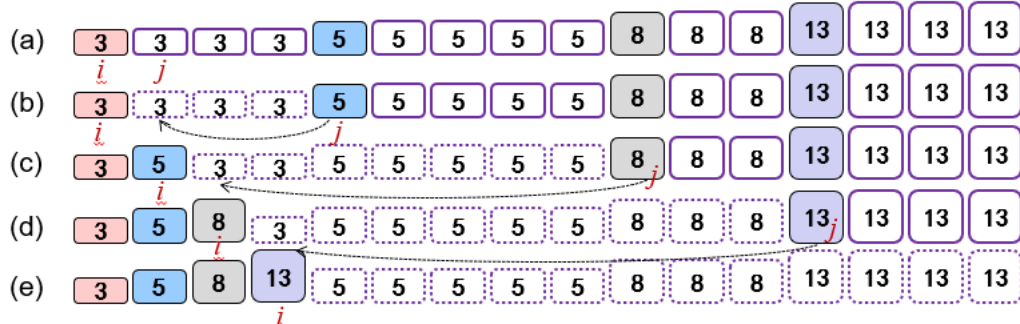 (a) 3 3 3 3 5 5 5 5 5 8 8 8 13 13 13 13
i j
(b) 3 3 3 3 5 5 5 5 5 8 8 8 13 13 13 13
i j
(c) 3 5 3 3 5 5 5 5 5 8 8 8 13 13 13 13
i j
(d) 3 5 8 3 5 5 5 5 5 8 8 8 13 13 13 13
i j
(e) 3 5 8 13 5 5 5 5 5 8 8 8 13 13 13 13
i